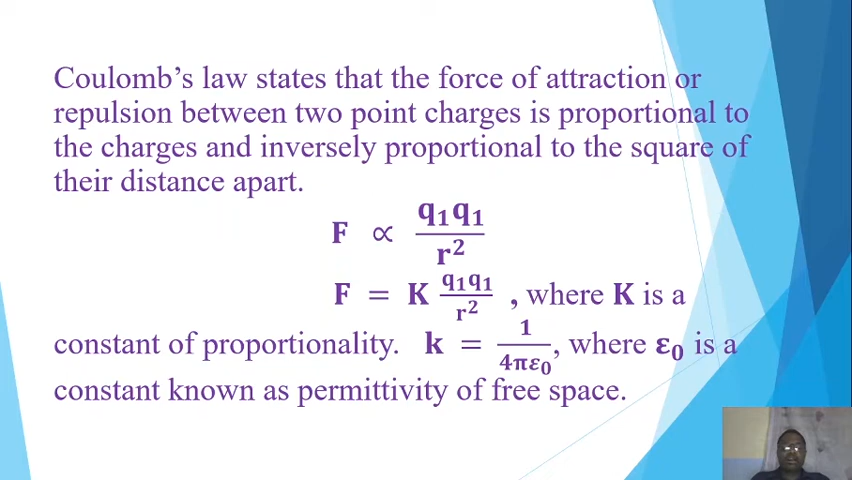 Coulomb’s law states that the force of attraction or
repulsion between two point charges is proportional to
the charges and inversely proportional to the square of
their distance apart.
F ∝ q₁q₁/r²
F = K q₁q₁/r² , where K is a
constant of proportionality. k = 1/4πε₀, where ε₀ is a
constant known as permittivity of free space.